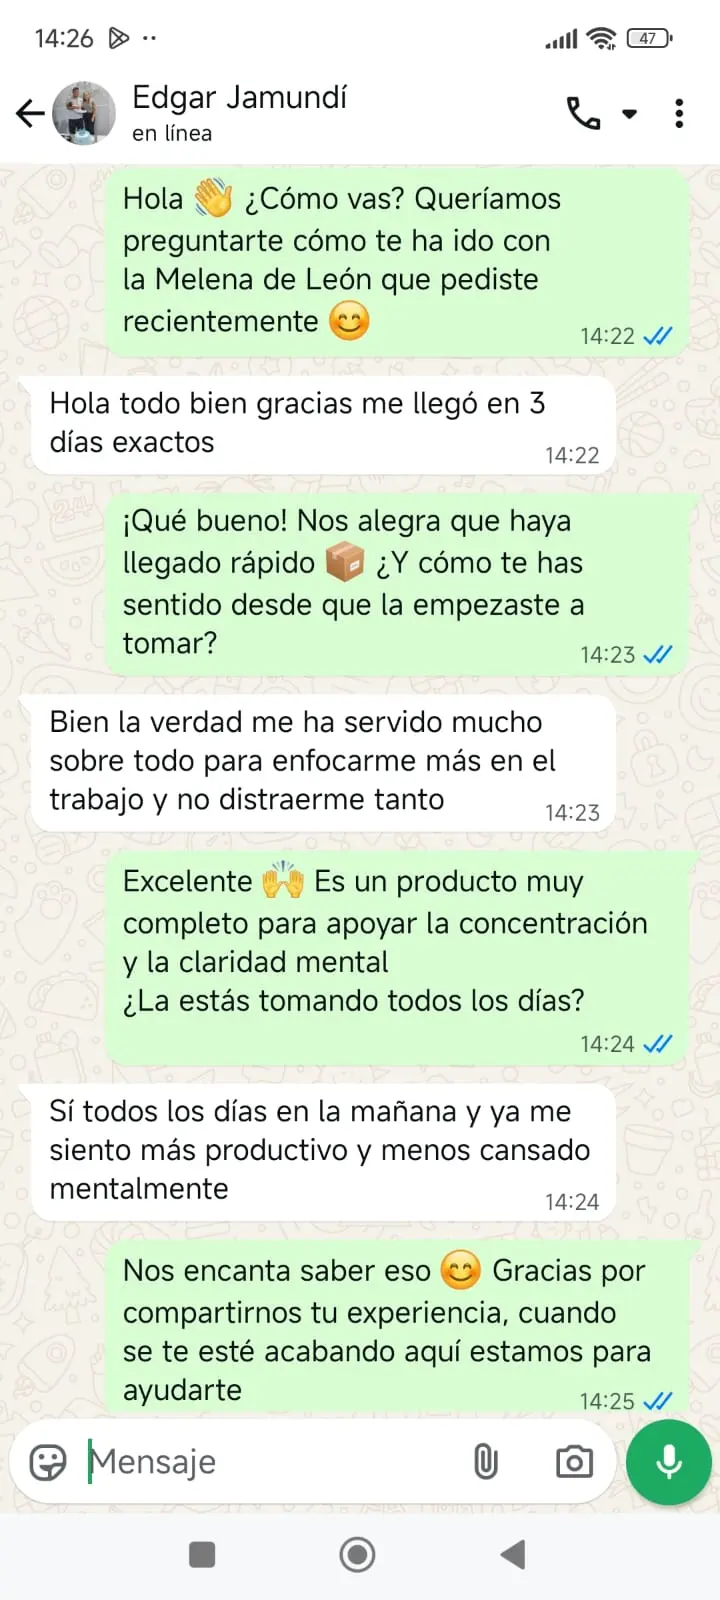 14:26
47
Edgar Jamundí
en línea
Hola 👋 ¿Cómo vas? Queríamos
preguntarte cómo te ha ido con
la Melena de León que pediste
recientemente 😊
14:22
Hola todo bien gracias me llegó en 3
días exactos
14:22
¡Qué bueno! Nos alegra que haya
llegado rápido 📦 ¿Y cómo te has
sentido desde que la empezaste a
tomar?
14:23
Bien la verdad me ha servido mucho
sobre todo para enfocarme más en el
trabajo y no distraerme tanto
14:23
Excelente 🙌 Es un producto muy
completo para apoyar la concentración
y la claridad mental
¿La estás tomando todos los días?
14:24
Sí todos los días en la mañana y ya me
siento más productivo y menos cansado
mentalmente
14:24
Nos encanta saber eso 😊 Gracias por
compartirnos tu experiencia, cuando
se te esté acabando aquí estamos para
ayudarte
14:25
Mensaje